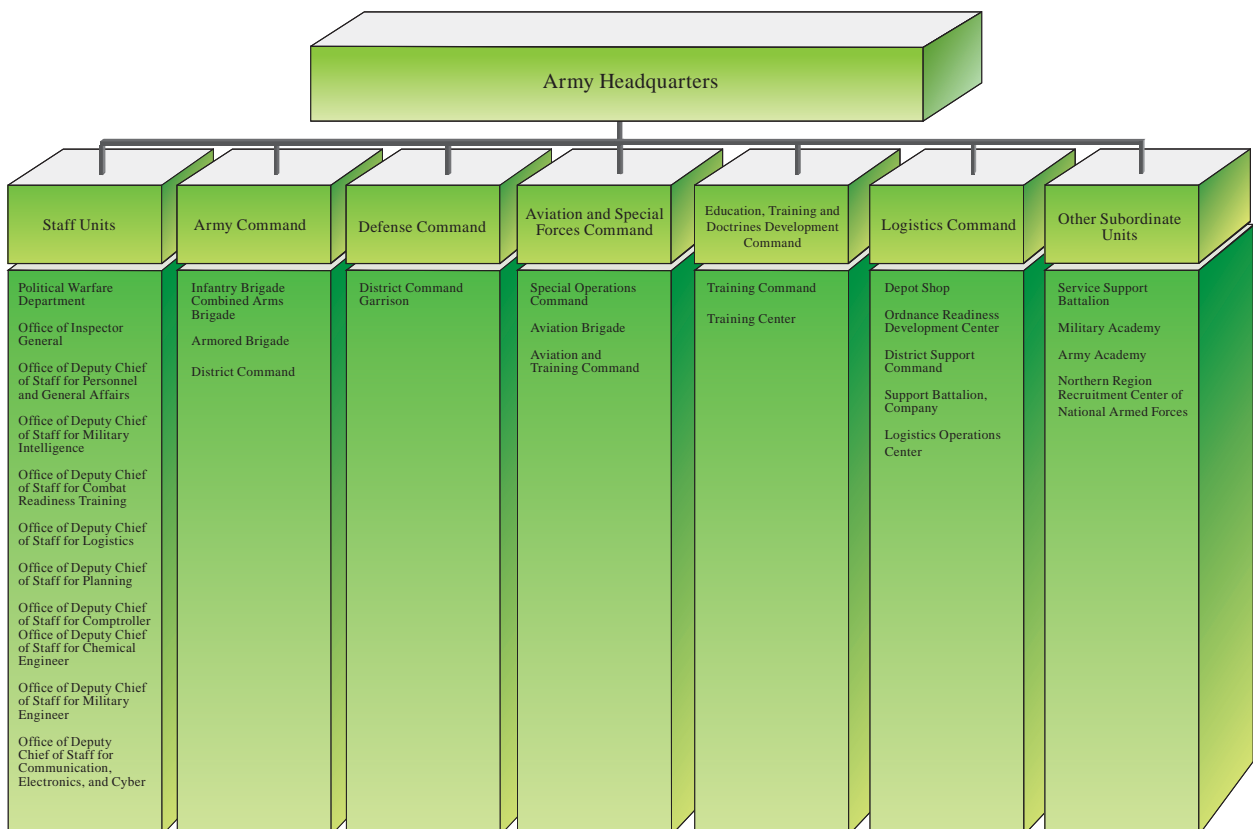 Army Headquarters
Staff Units
Political Warfare
Department
Office of Inspector
General
Office of Deputy Chief
of Staff for Personnel
and General Affairs
Office of Deputy Chief
of Staff for Military
Intelligence
Office of Deputy Chief
of Staff for Combat
Readiness Training
Office of Deputy Chief
of Staff for Logistics
Office of Deputy Chief
of Staff for Planning
Office of Deputy Chief
of Staff for Comptroller
Office of Deputy Chief
of Staff for Chemical
Engineer
Office of Deputy Chief
of Staff for Military
Engineer
Office of Deputy
Chief of Staff for
Communication,
Electronics, and Cyber
Army Command
Infantry Brigade
Combined Arms
Brigade
Armored Brigade
District Command
Defense Command
District Command
Garrison
Aviation and Special
Forces Command
Special Operations
Command
Aviation Brigade
Aviation and
Training Command
Education, Training and
Doctrines Development
Command
Training Command
Training Center
Logistics Command
Depot Shop
Ordnance Readiness
Development Center
District Support
Command
Support Battalion,
Company
Logistics Operations
Center
Other Subordinate
Units
Service Support
Battalion
Military Academy
Army Academy
Northern Region
Recruitment Center of
National Armed Forces